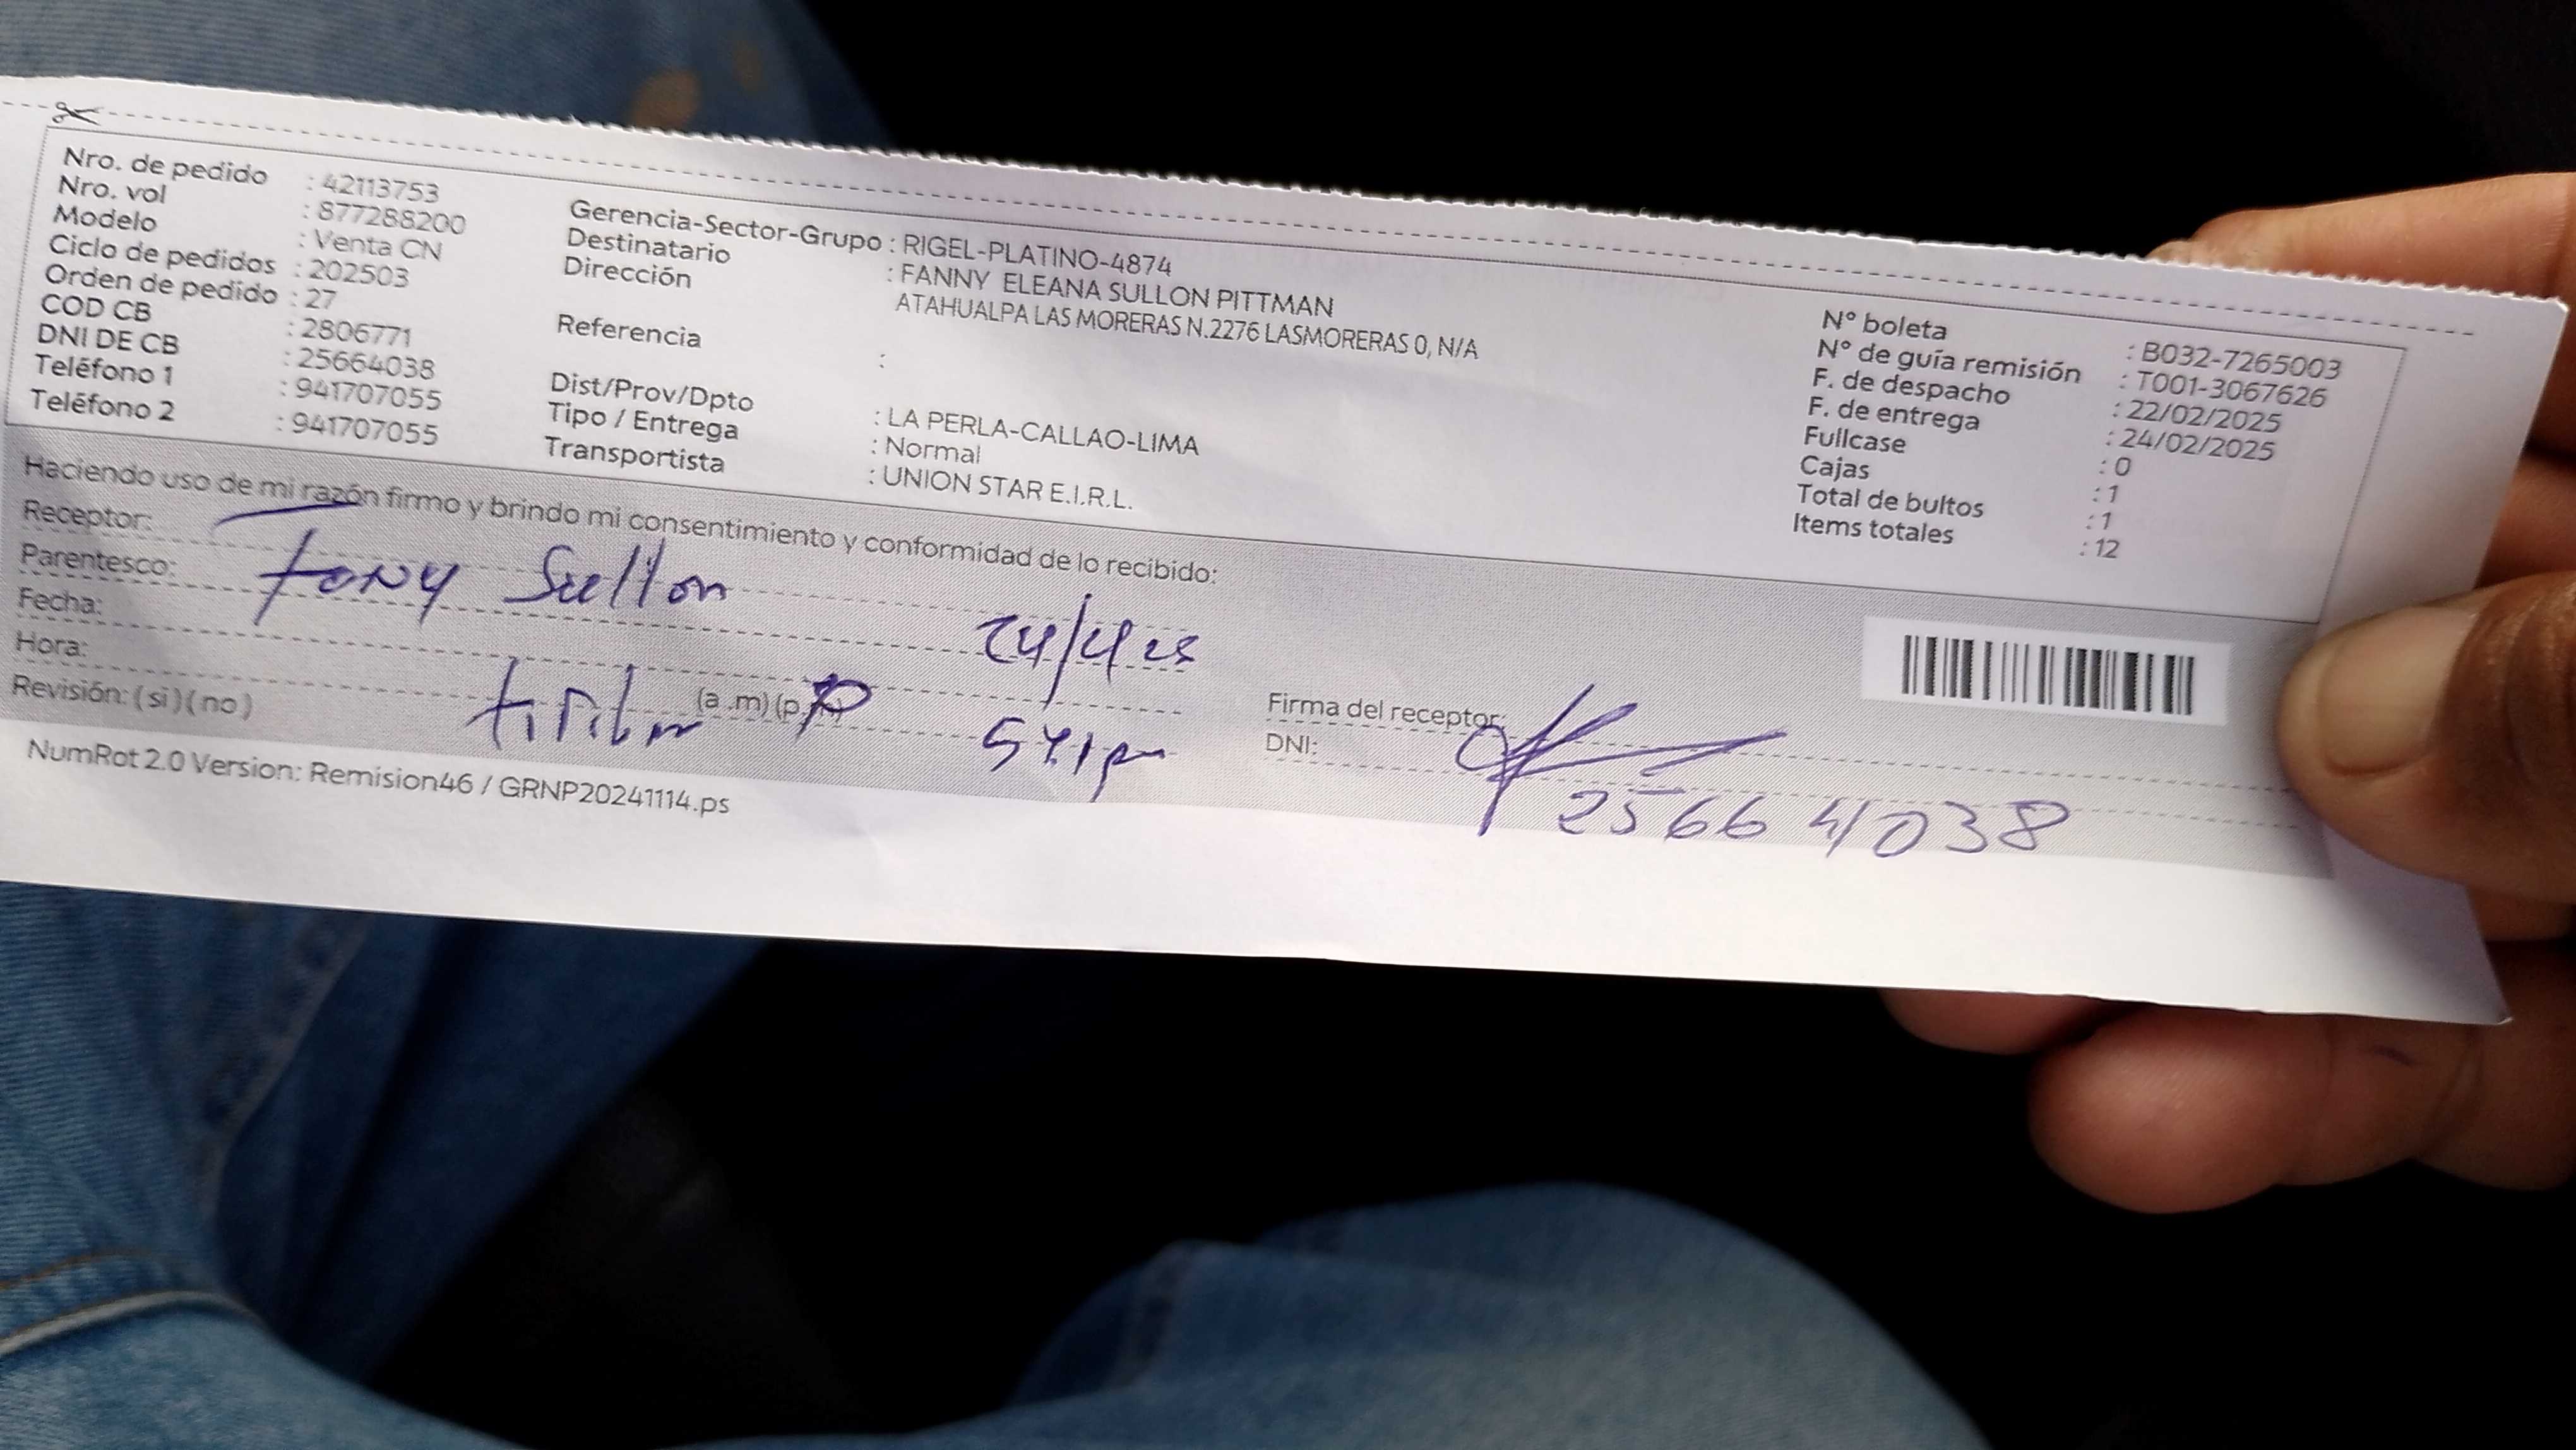 Nro. de pedido : 42113753
Nro. vol : 877288200
Modelo : Venta CN
Ciclo de pedidos : 202503
Orden de pedido : 27
COD CB : 2806771
DNI DE CB : 25664038
Teléfono 1 : 941707055
Teléfono 2 : 941707055
Gerencia-Sector-Grupo : RIGEL-PLATINO-4874
Destinatario : FANNY ELEANA SULLON PITTMAN
Dirección : ATAHUALPA LAS MORERAS N.2276 LASMORERAS 0, N/A
Referencia :
Dist/Prov/Dpto : LA PERLA-CALLAO-LIMA
Tipo / Entrega : Normal
Transportista : UNION STAR E.I.R.L.
N° boleta : B032-7265003
N° de guía remisión : T001-3067626
F. de despacho : 22/02/2025
F. de entrega : 24/02/2025
Fullcase : 0
Cajas : 1
Total de bultos : 1
Items totales : 12
Haciendo uso de mi razón firmo y brindo mi consentimiento y conformidad de lo recibido:
Receptor: Fany Sullon
Parentesco:
Fecha:
Hora: (a .m) (p.
Revisión: ( si ) ( no )
Firma del receptor:
DNI: 25664038
NumRot 2.0 Version: Remision46 / GRNP20241114.ps